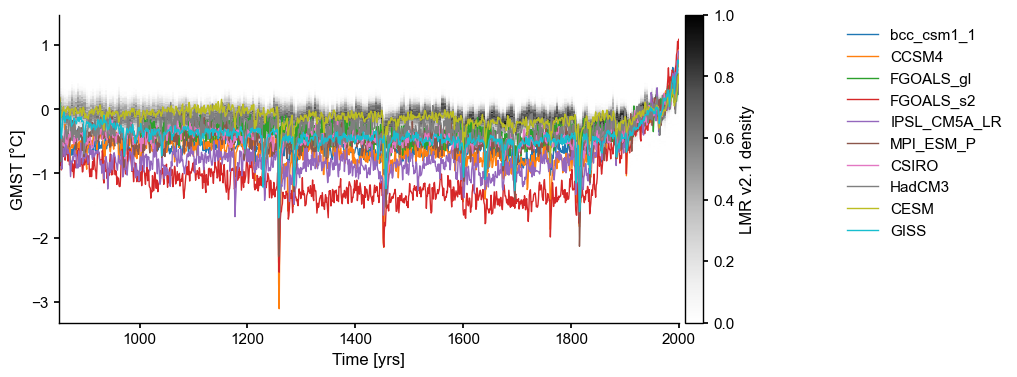 1
0
−1
−2
−3
GMST [°C]
1000
1200
1400
1600
1800
2000
Time [yrs]
1.0
0.8
0.6
0.4
0.2
0.0
LMR v2.1 density
bcc_csm1_1
CCSM4
FGOALS_gl
FGOALS_s2
IPSL_CM5A_LR
MPI_ESM_P
CSIRO
HadCM3
CESM
GISS